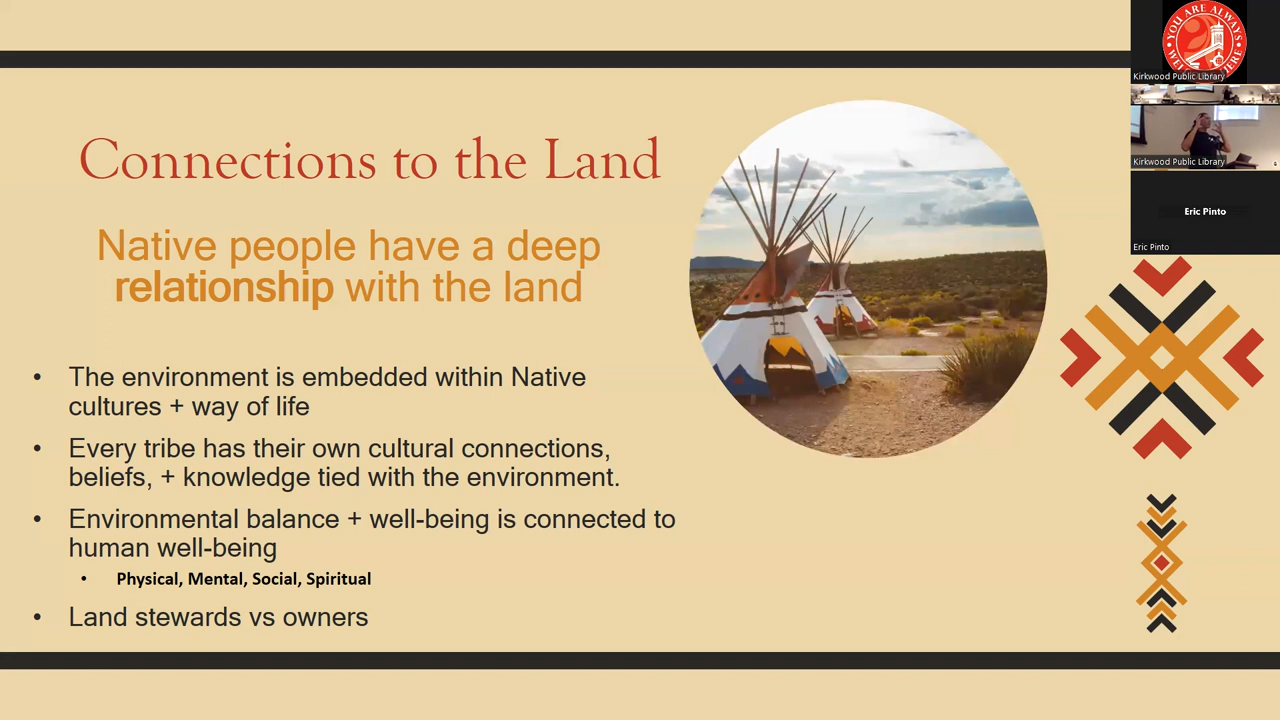 Connections to the Land
Native people have a deep
relationship with the land
• The environment is embedded within Native
cultures + way of life
• Every tribe has their own cultural connections,
beliefs, + knowledge tied with the environment.
• Environmental balance + well-being is connected to
human well-being
• Physical, Mental, Social, Spiritual
• Land stewards vs owners
YOU ARE ALWAYS
Kirkwood Public Library
Kirkwood Public Library
Eric Pinto
Eric Pinto